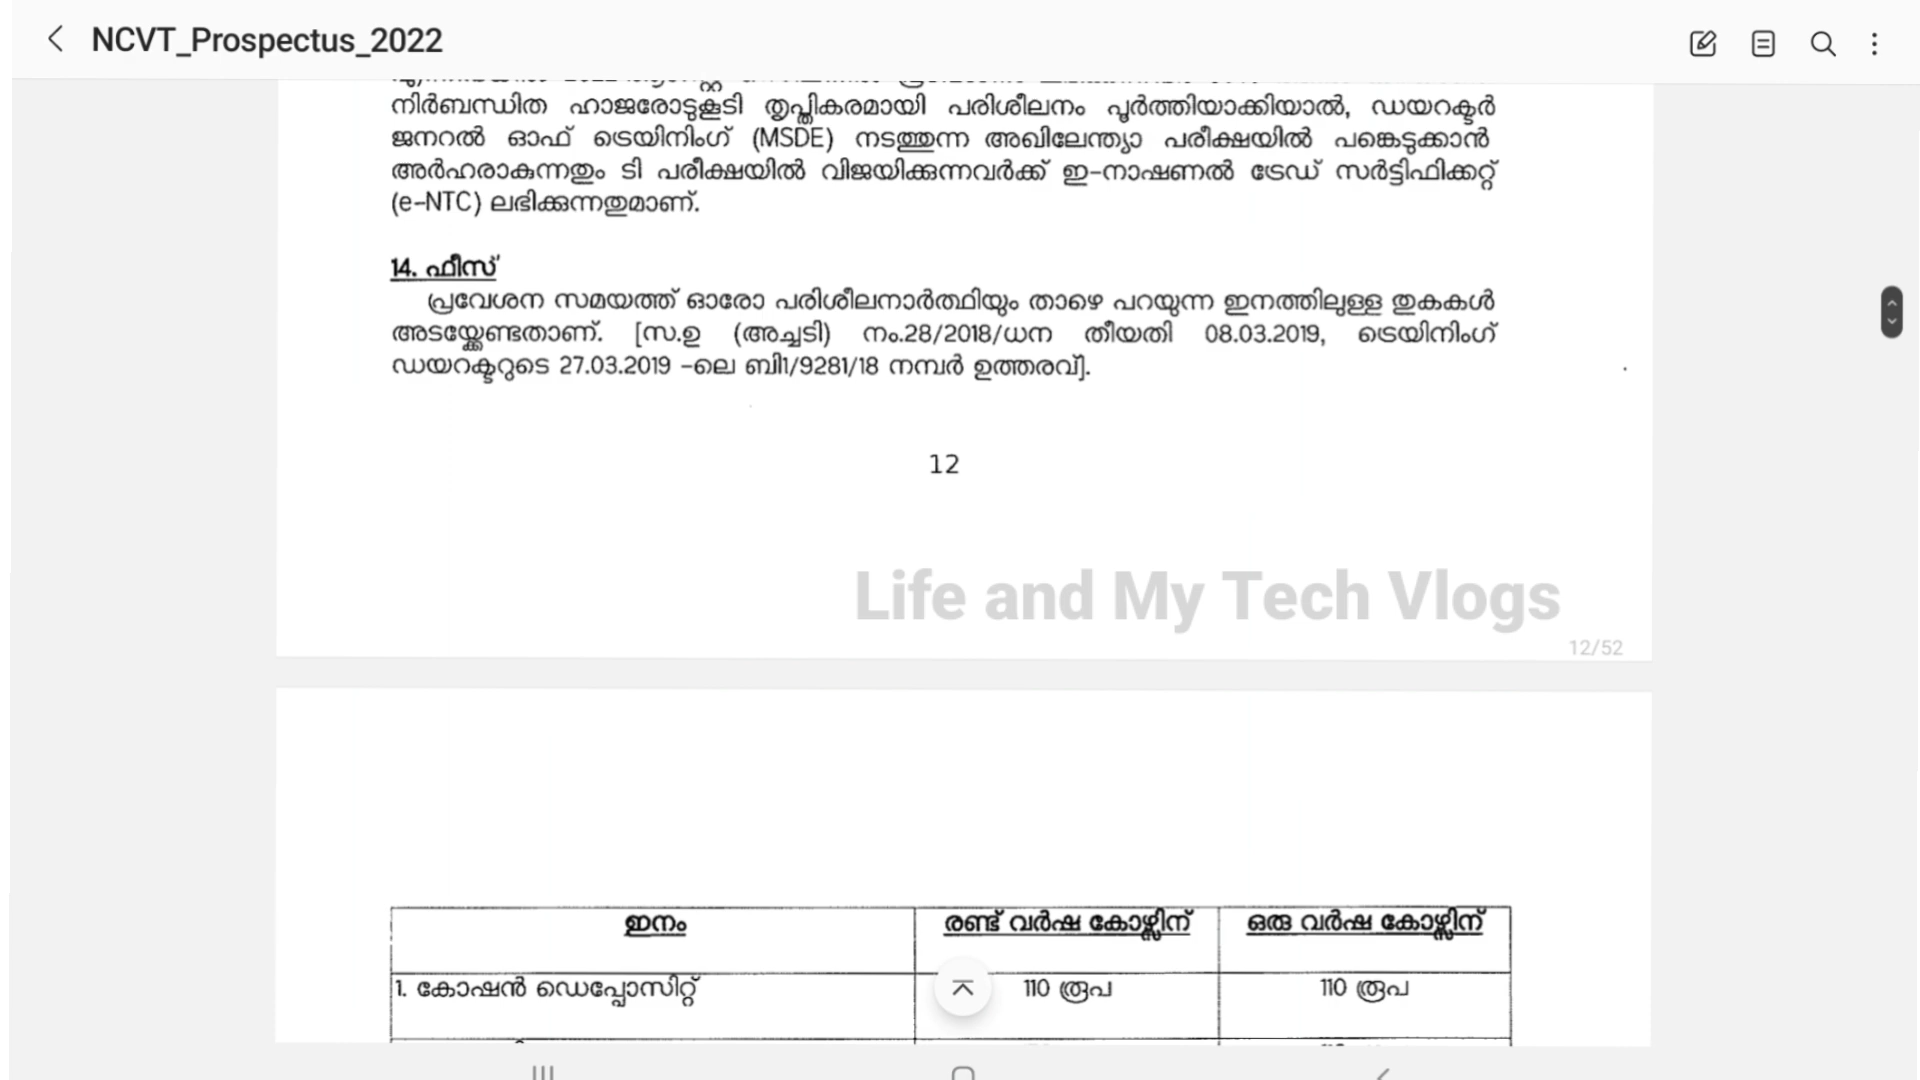 NCVT_Prospectus_2022
നിർബന്ധിത ഹാജരോടുകൂടി തൃപ്തികരമായി പരിശീലനം പൂർത്തിയാക്കിയാൽ, ഡയറക്ടർ
ജനറൽ ഓഫ് ട്രെയിനിംഗ് (MSDE) നടത്തുന്ന അഖിലേന്ത്യാ പരീക്ഷയിൽ പങ്കെടുക്കാൻ
അർഹരാകുന്നതും ടി പരീക്ഷയിൽ വിജയിക്കുന്നവർക്ക് ഇ-നാഷണൽ ട്രേഡ് സർട്ടിഫിക്കറ്റ്
(e-NTC) ലഭിക്കുന്നതുമാണ്.
14. ഫീസ്
പ്രവേശന സമയത്ത് ഓരോ പരിശീലനാർത്ഥിയും താഴെ പറയുന്ന ഇനത്തിലുള്ള തുകകൾ
അടയ്ക്കേണ്ടതാണ്. [സ.ഉ (അച്ചടി) നം.28/2018/ധന തീയതി 08.03.2019, ട്രെയിനിംഗ്
ഡയറക്ടറുടെ 27.03.2019 -ലെ ബി1/9281/18 നമ്പർ ഉത്തരവ്].
12
Life and My Tech Vlogs
12/52
ഇനം രണ്ട് വർഷ കോഴ്സിന് ഒരു വർഷ കോഴ്സിന്
1. കോഷൻ ഡെപ്പോസിറ്റ് 110 രൂപ 110 രൂപ